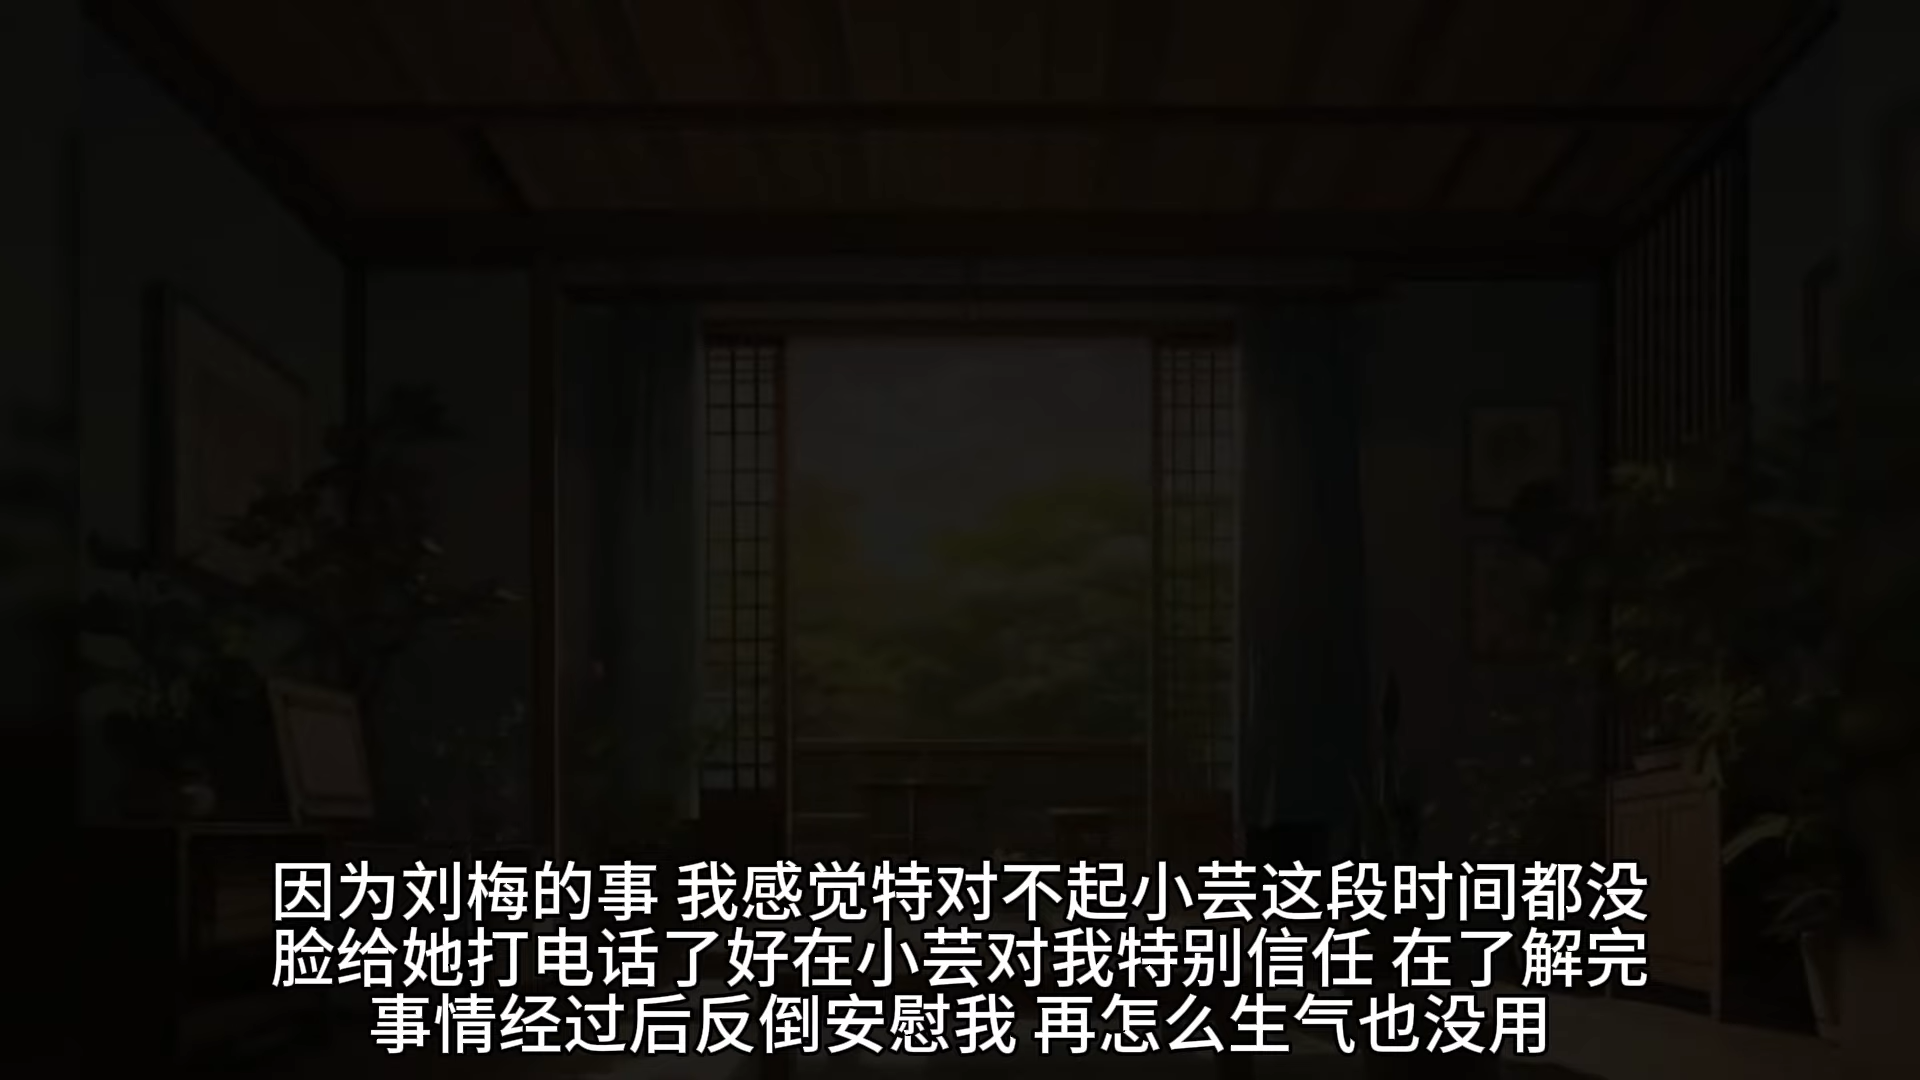 因为刘梅的事 我感觉特对不起小芸这段时间都没
脸给她打电话了好在小芸对我特别信任 在了解完
事情经过后反倒安慰我 再怎么生气也没用